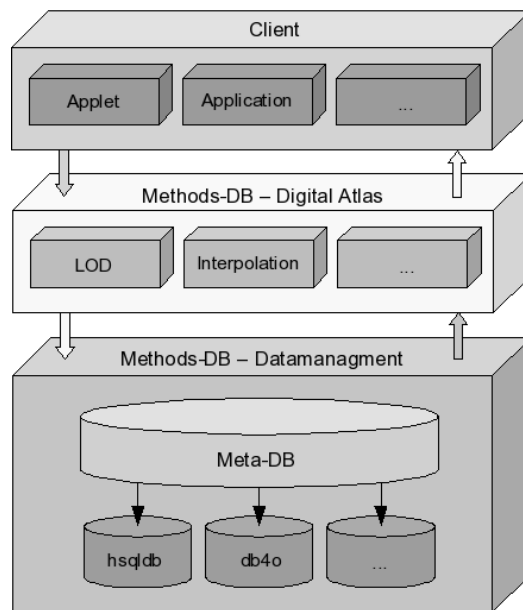 Client
Applet
Application
...
Methods-DB – Digital Atlas
LOD
Interpolation
...
Methods-DB – Datamanagment
Meta-DB
hsqldb
db4o
...